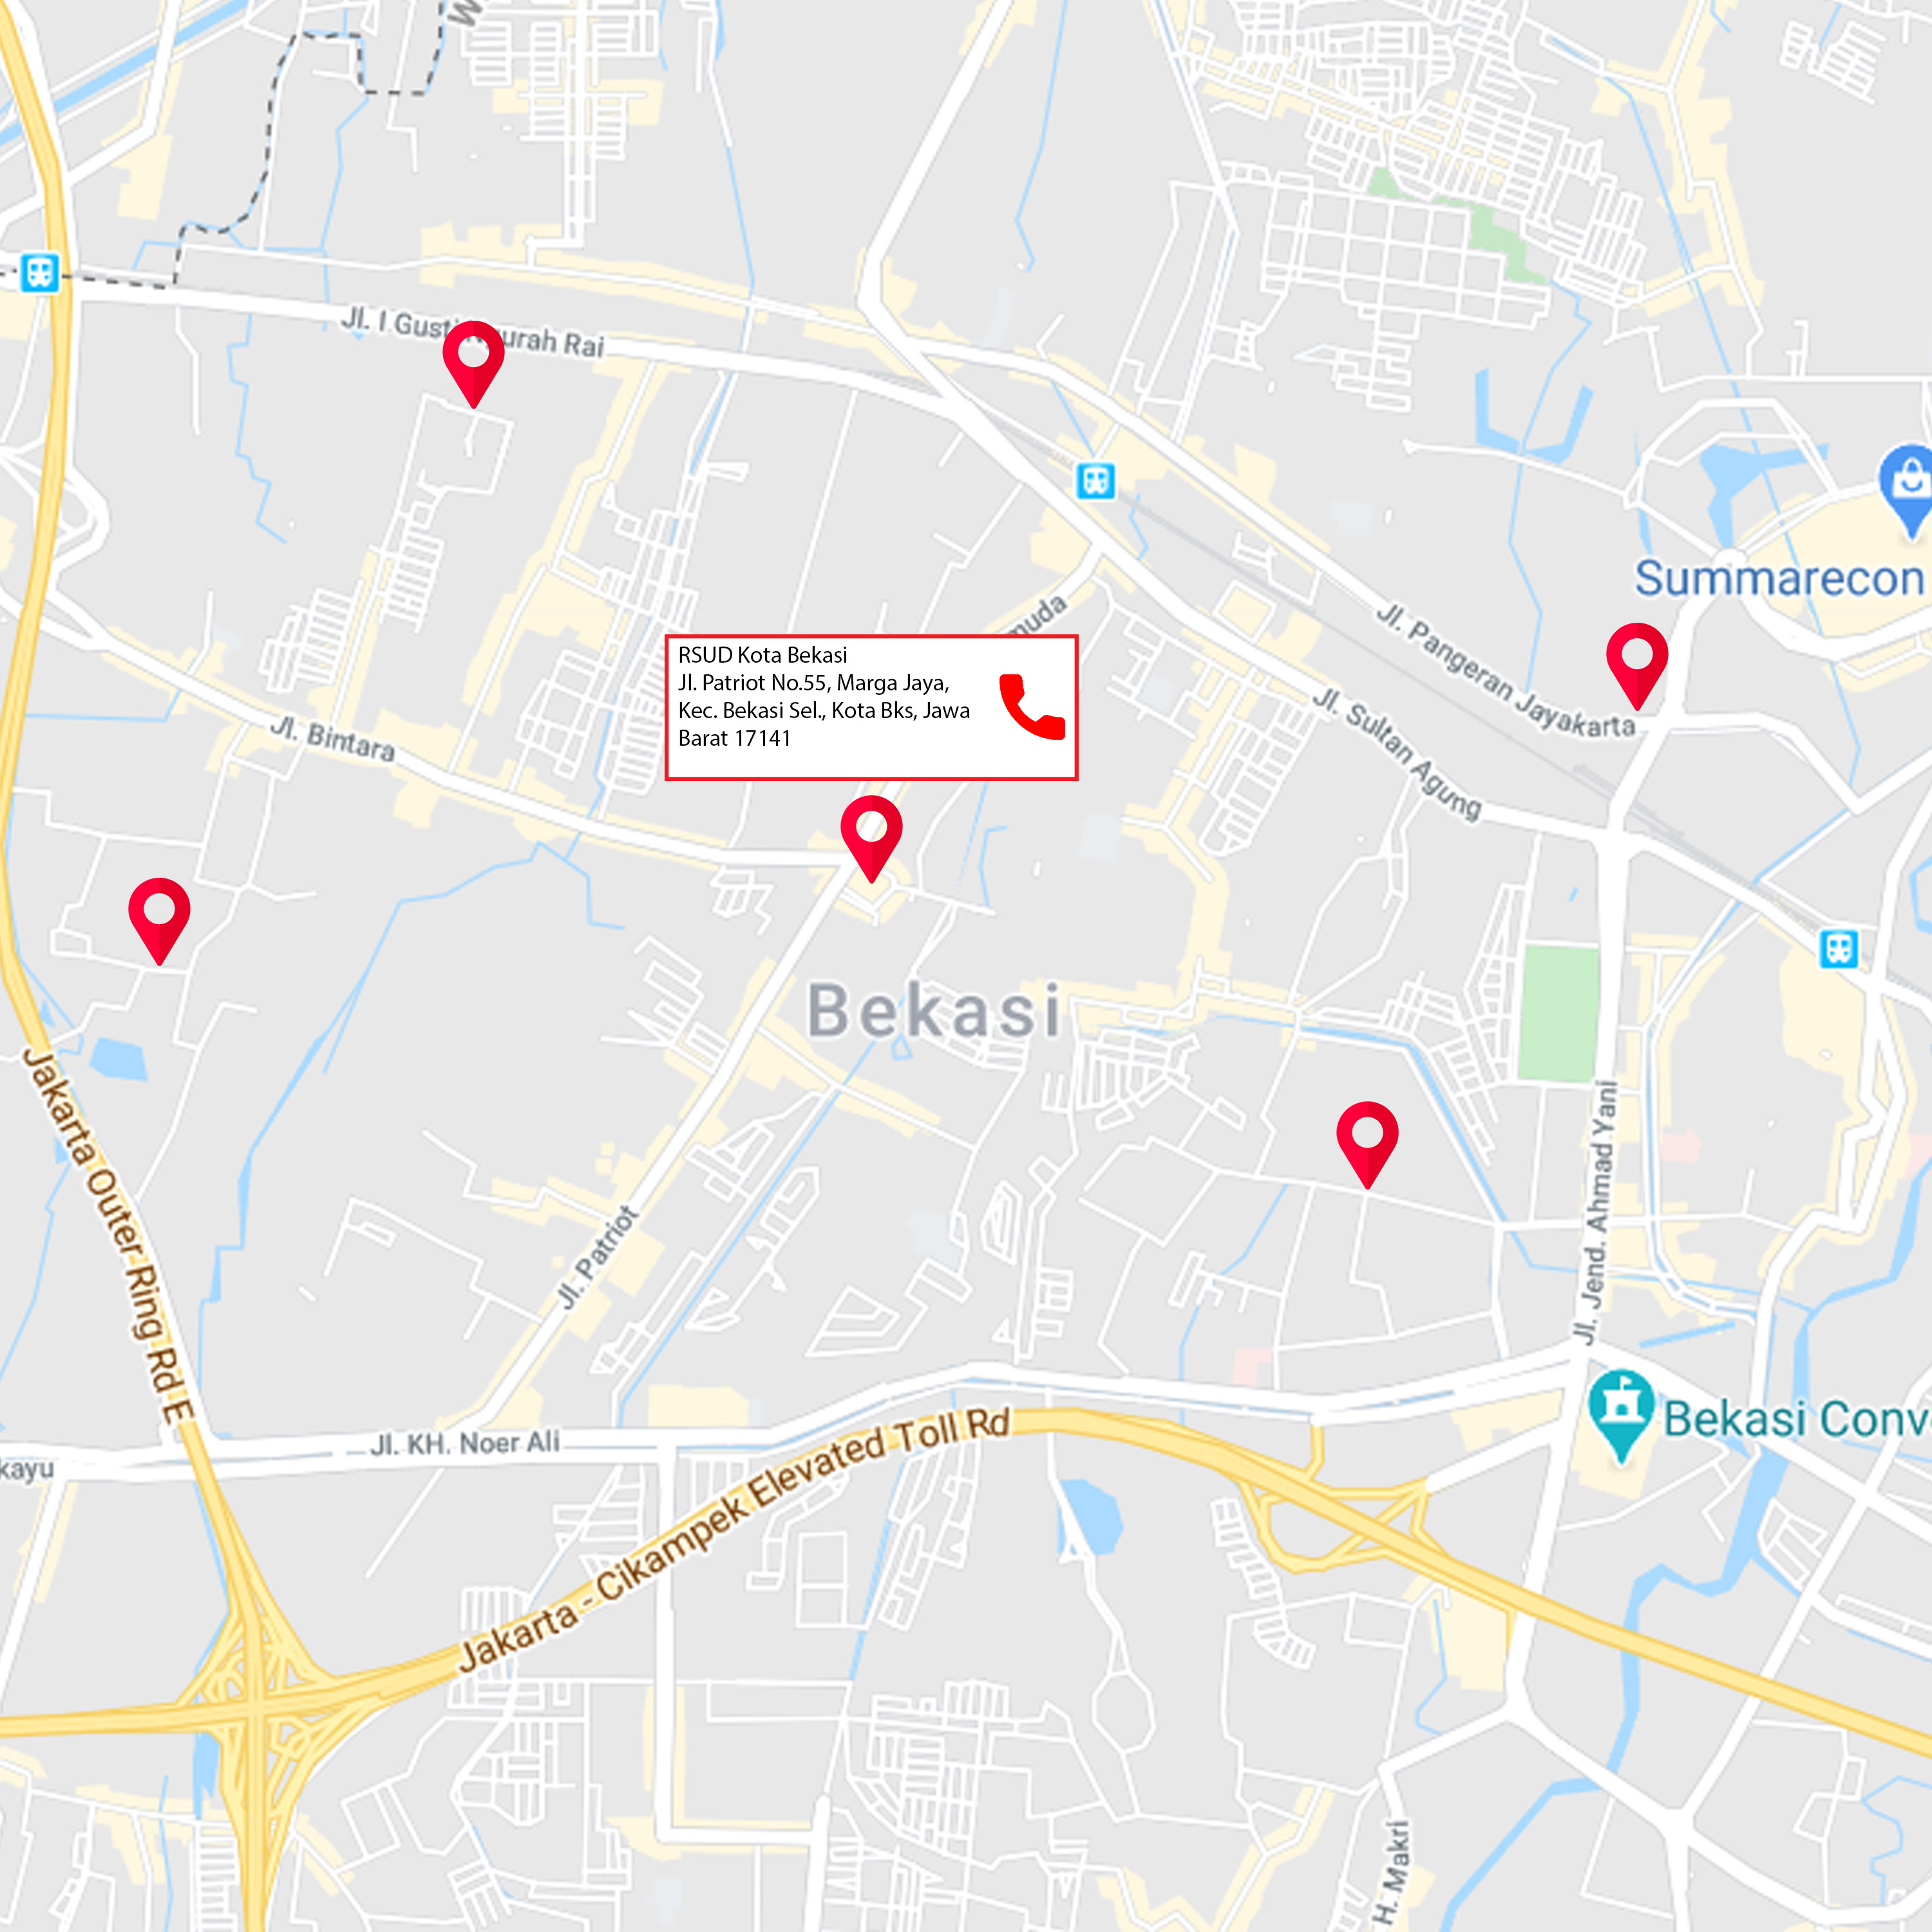 W
Jl. I Gusti Ngurah Rai
Summarecon
muda
RSUD Kota Bekasi
Jl. Patriot No.55, Marga Jaya,
Kec. Bekasi Sel., Kota Bks, Jawa
Barat 17141
Jl. Pangeran Jayakarta
Jl. Sultan Agung
Jl. Bintara
Bekasi
Jakarta Outer Ring Rd E
Jl. Jend. Ahmad Yani
Jl. Patriot
Bekasi Conv
Jl. KH. Noer Ali
kayu
Jakarta - Cikampek Elevated Toll Rd
H. Makri